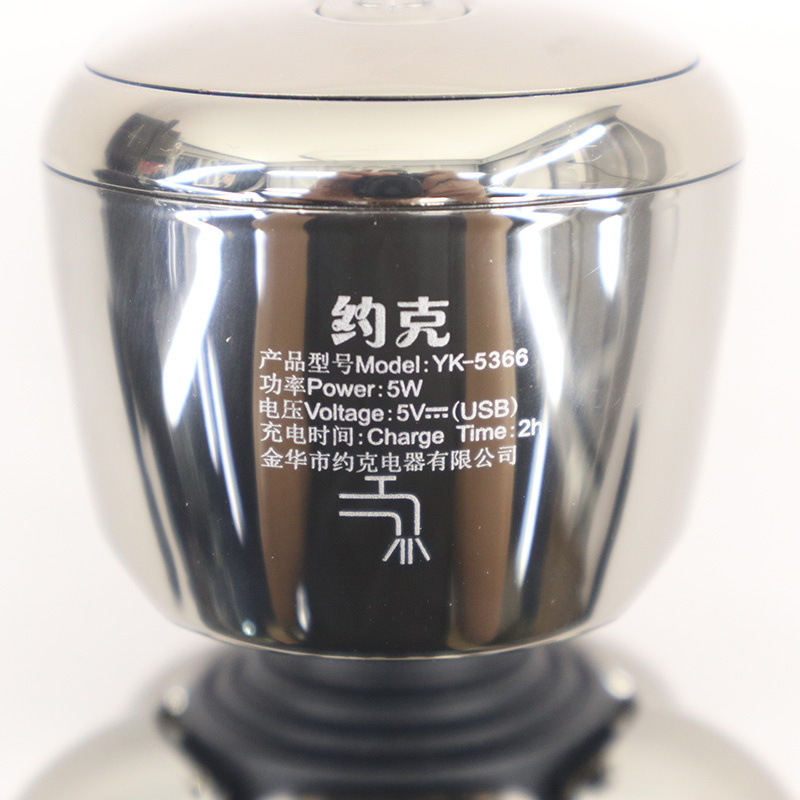 约克
产品型号Model:YK-5366
功率Power:5W
电压Voltage:5V⎓(USB)
充电时间:Charge Time:2h
金华市约克电器有限公司